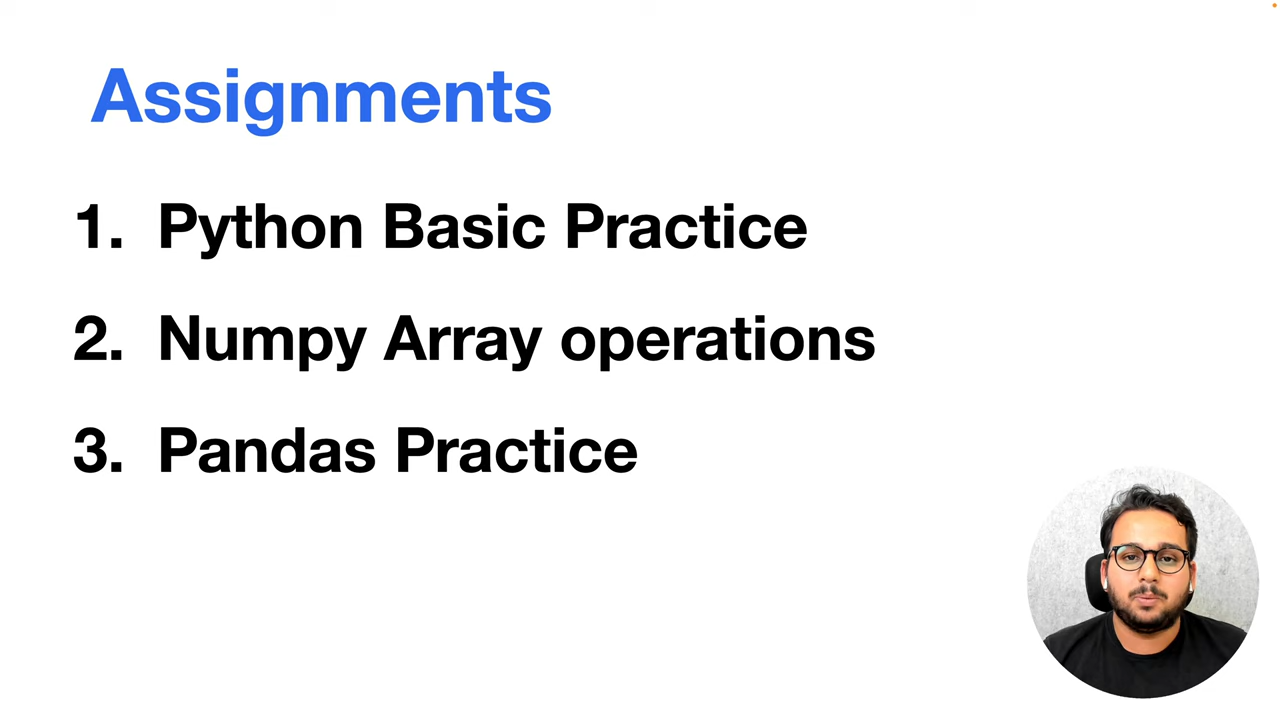 Assignments
1. Python Basic Practice
2. Numpy Array operations
3. Pandas Practice